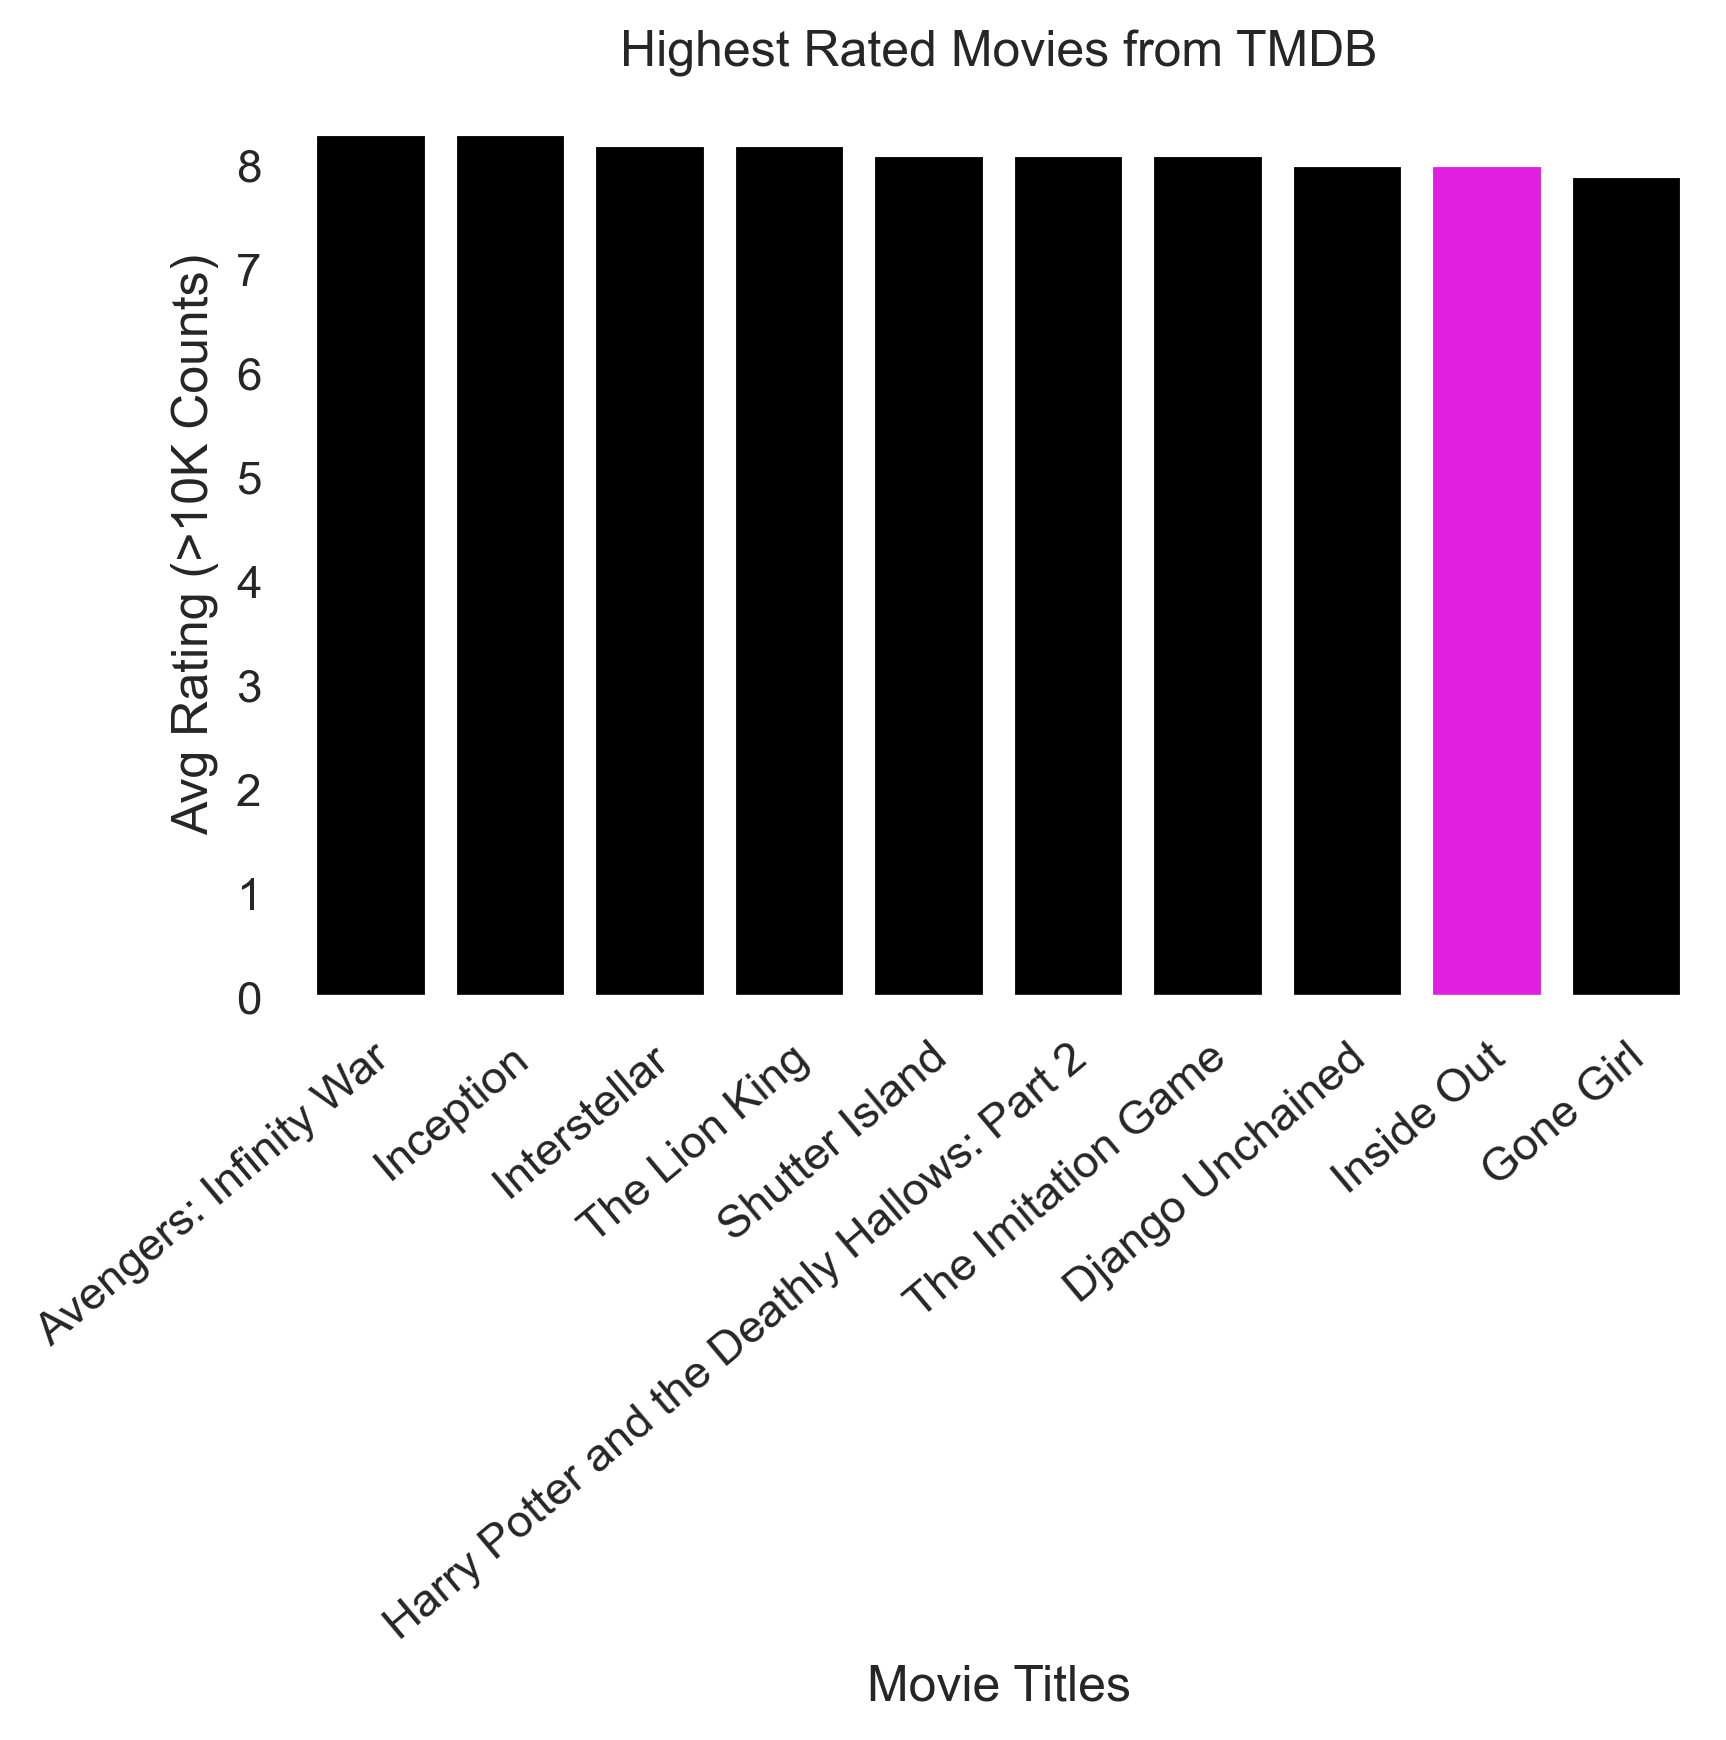 Highest Rated Movies from TMDB
Avg Rating (>10K Counts)
8
7
6
5
4
3
2
1
0
Avengers: Infinity War
Inception
Interstellar
The Lion King
Shutter Island
Harry Potter and the Deathly Hallows: Part 2
The Imitation Game
Django Unchained
Inside Out
Gone Girl
Movie Titles